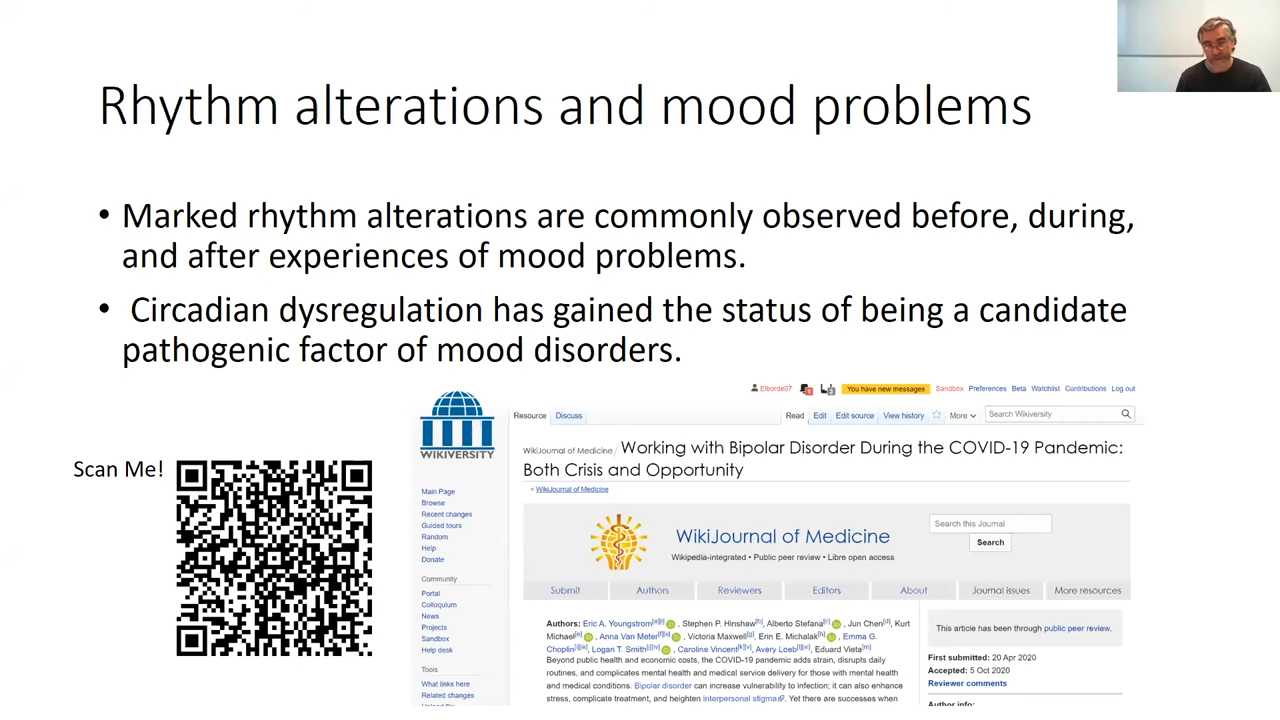 Rhythm alterations and mood problems
• Marked rhythm alterations are commonly observed before, during,
and after experiences of mood problems.
• Circadian dysregulation has gained the status of being a candidate
pathogenic factor of mood disorders.
Scan Me!
WIKIVERSITY
Main Page
Browse
Recent changes
Guided tours
Random
Help
Donate
Community
Portal
Colloquium
News
Projects
Sandbox
Help desk
Tools
What links here
Related changes
Elborde07 1 3 You have new messages Sandbox Preferences Beta Watchlist Contributions Log out
Resource Discuss Read Edit Edit source View history More Search Wikiversity
WikiJournal of Medicine/ Working with Bipolar Disorder During the COVID-19 Pandemic:
Both Crisis and Opportunity
< WikiJournal of Medicine
WikiJournal of Medicine
Wikipedia-integrated • Public peer review • Libre open access
Search this Journal
Search
Submit Authors Reviewers Editors About Journal issues More resources
Authors: Eric A. Youngstrom[a][i] iD , Stephen P. Hinshaw[b], Alberto Stefana[c] iD , Jun Chen[d], Kurt
Michael[e] iD , Anna Van Meter[f] iD , Victoria Maxwell[g], Erin E. Michalak[h] iD , Emma G.
Choplin, Logan T. Smith iD , Caroline Vincent, Avery Loeb, Eduard Vieta[m]
Beyond public health and economic costs, the COVID-19 pandemic adds strain, disrupts daily
routines, and complicates mental health and medical service delivery for those with mental health
and medical conditions. Bipolar disorder can increase vulnerability to infection; it can also enhance
stress, complicate treatment, and heighten interpersonal stigma. Yet there are successes when
This article has been through public peer review.
First submitted: 20 Apr 2020
Accepted: 5 Oct 2020
Reviewer comments
Author info: